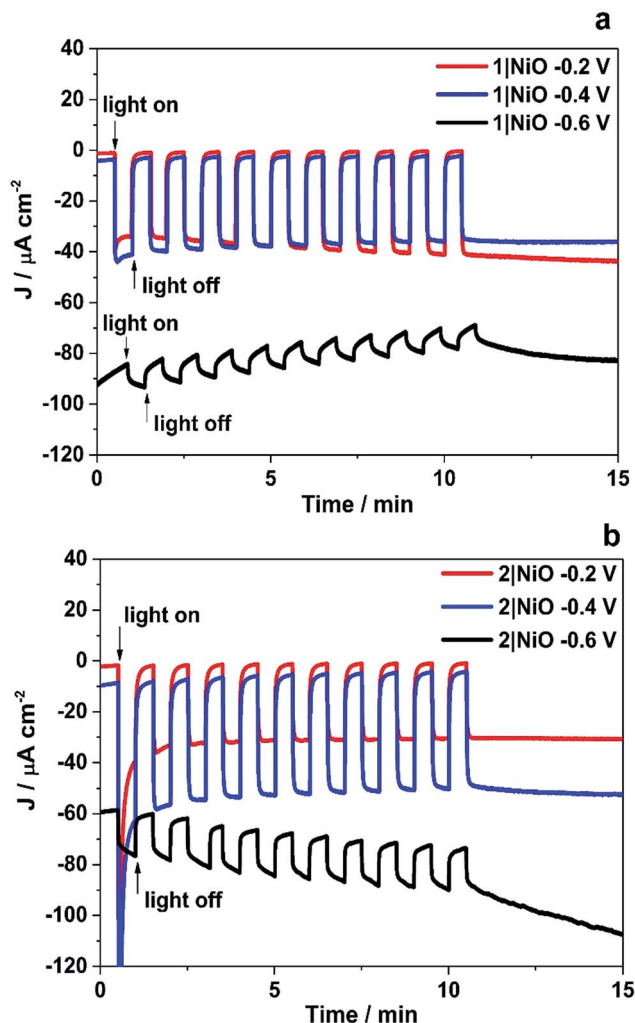 a
40
20
0
-20
-40
-60
-80
-100
-120
J / µA cm⁻²
1|NiO -0.2 V
1|NiO -0.4 V
1|NiO -0.6 V
light on
light off
light on
light off
0 5 10 15
Time / min
b
40
20
0
-20
-40
-60
-80
-100
-120
J / µA cm⁻²
2|NiO -0.2 V
2|NiO -0.4 V
2|NiO -0.6 V
light on
light off
0 5 10 15
Time / min